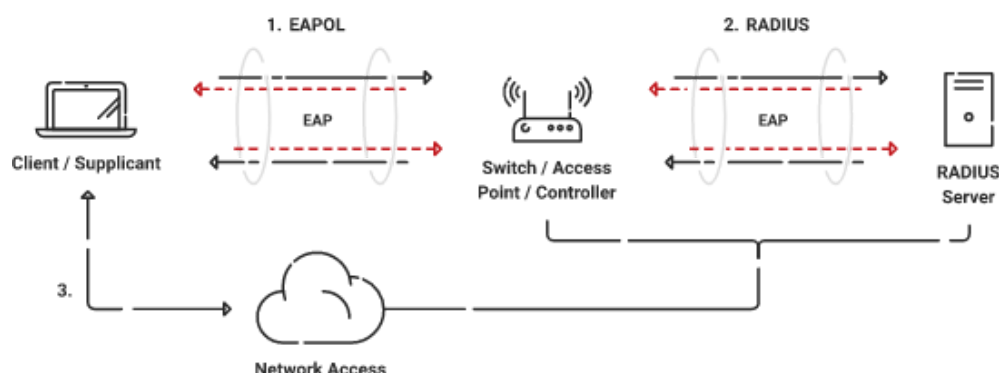 1. EAPOL
2. RADIUS
EAP
EAP
Client / Supplicant
Switch / Access
Point / Controller
RADIUS
Server
3.
Network Access